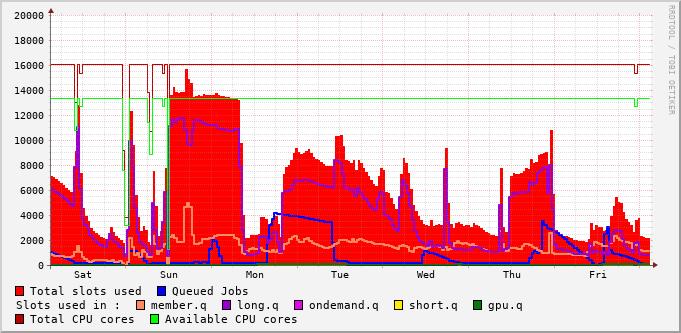 20000
18000
16000
14000
12000
10000
8000
6000
4000
2000
0
Sat Sun Mon Tue Wed Thu Fri
RRDTOOL / TOBI OETIKER
Total slots used Queued Jobs
Slots used in : member.q long.q ondemand.q short.q gpu.q
Total CPU cores Available CPU cores